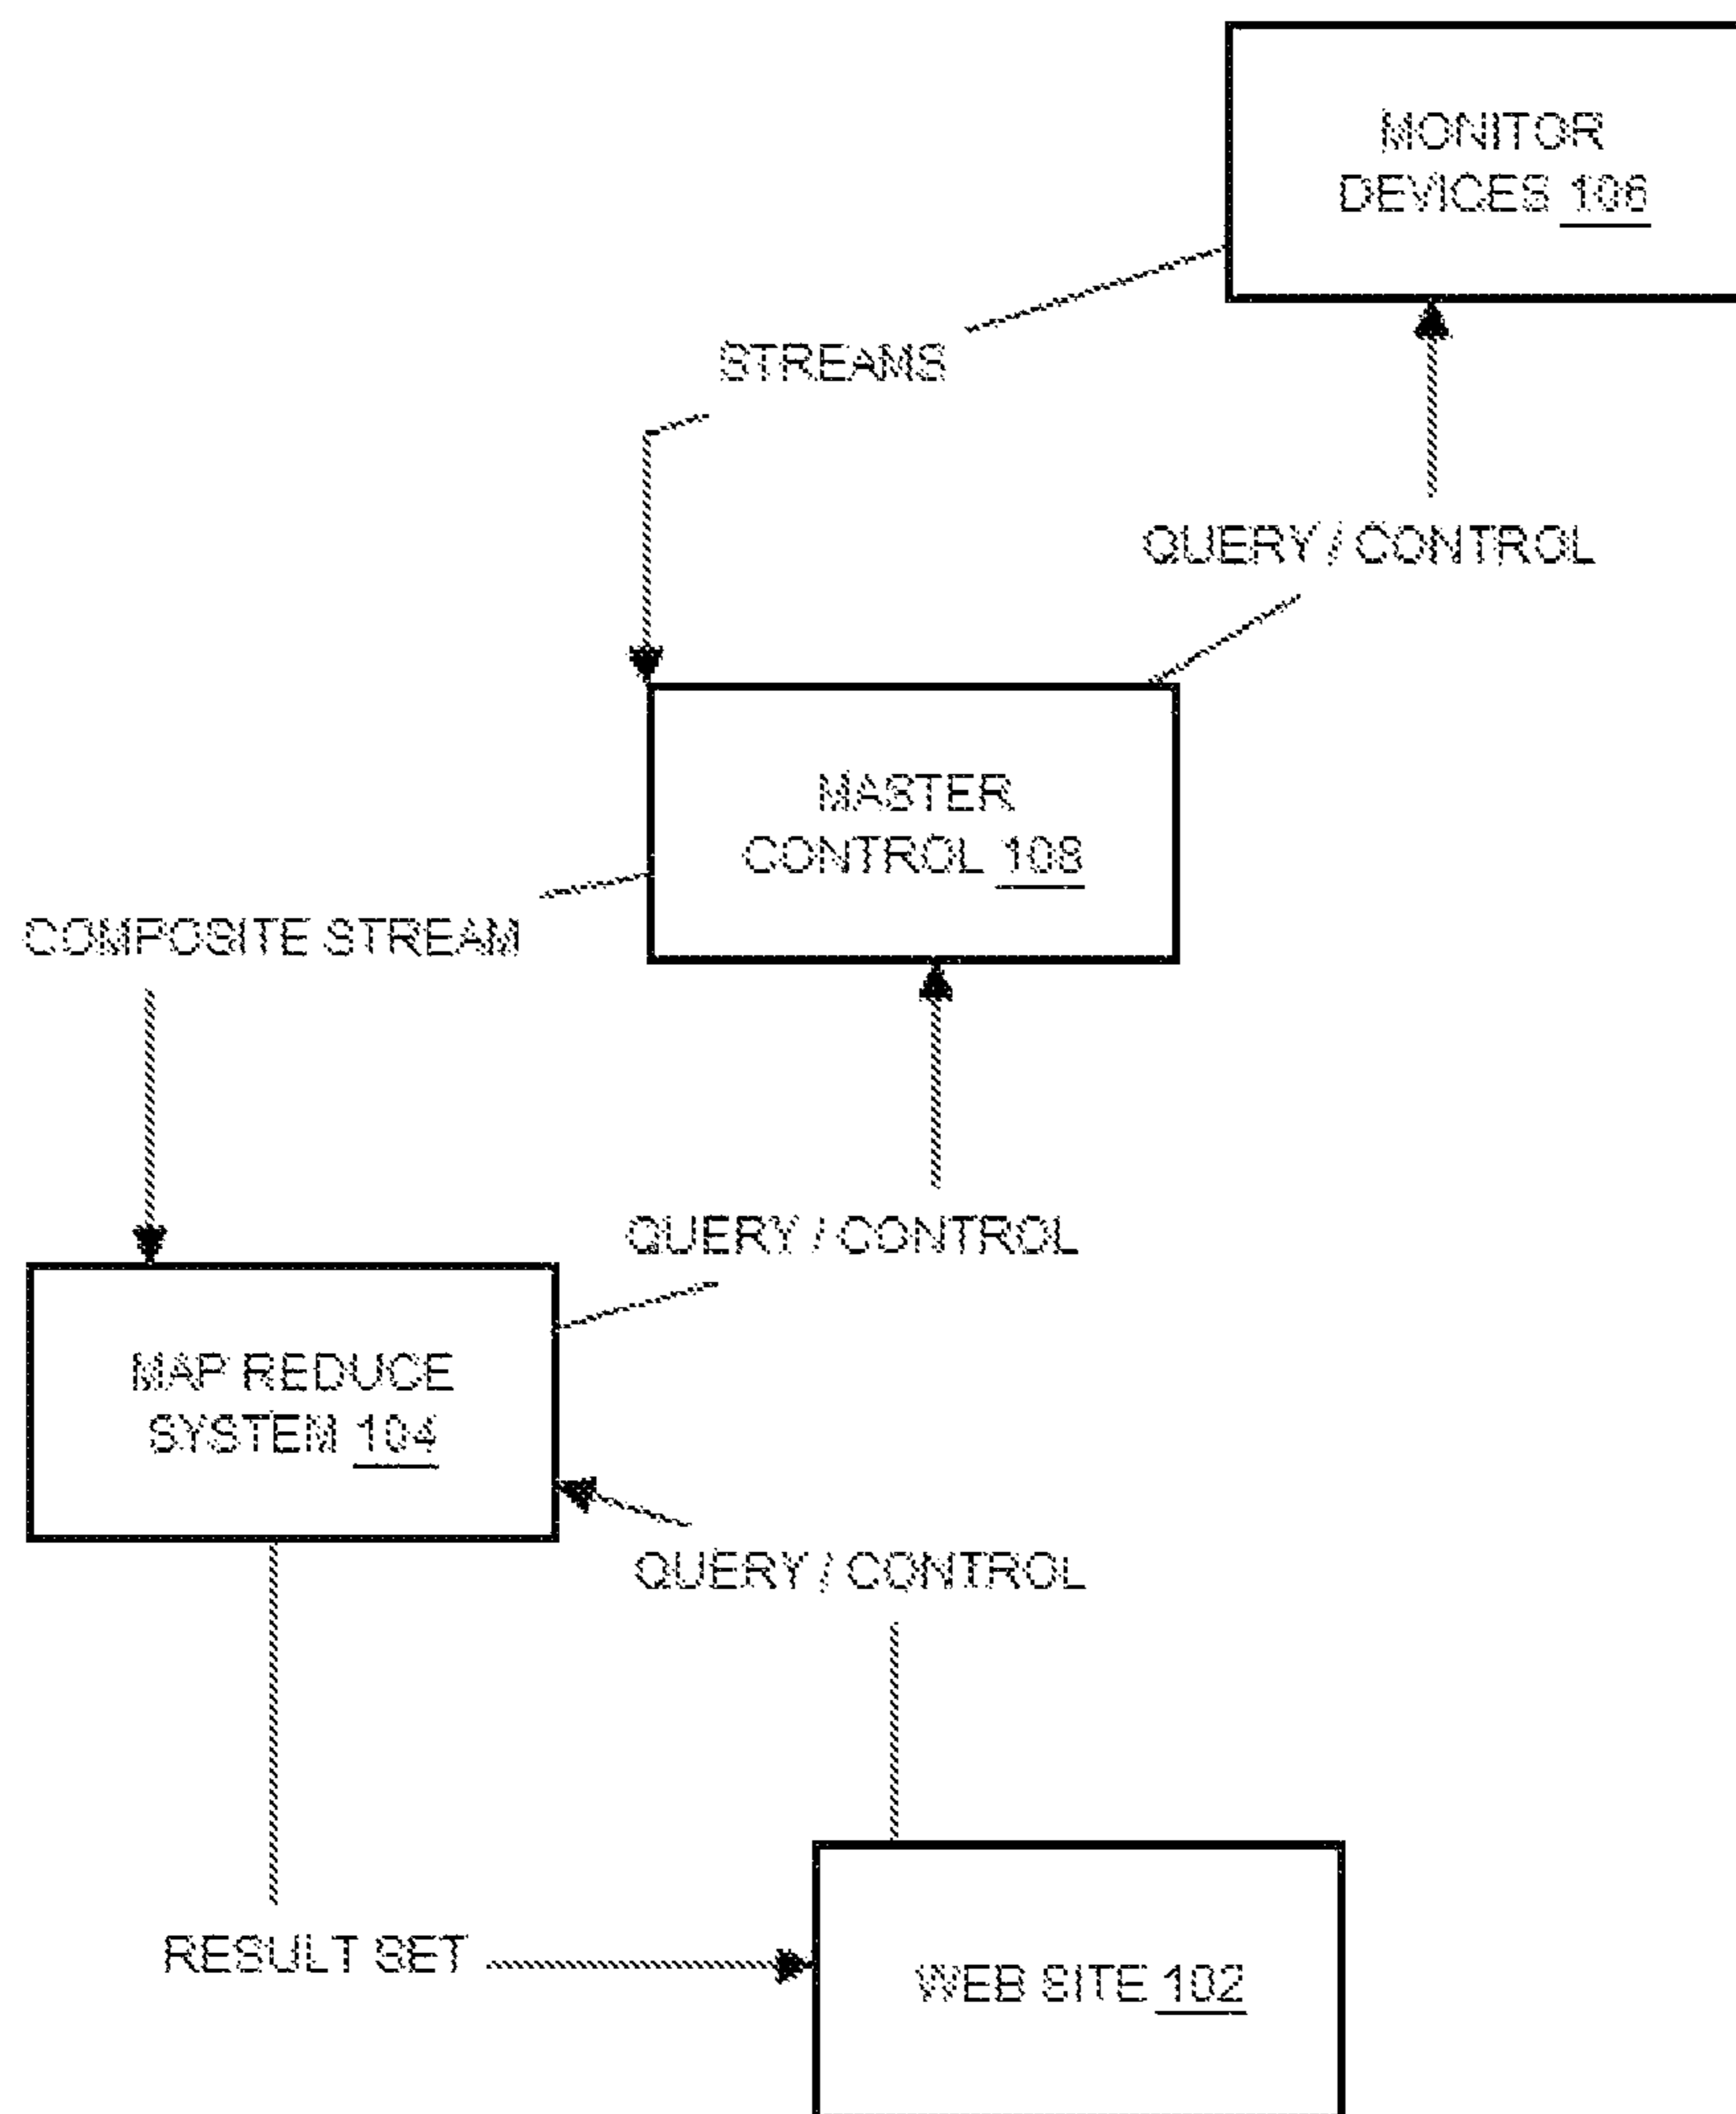 MONITOR
DEVICES 106
STREAMS
QUERY / CONTROL
MASTER
CONTROL 108
COMPOSITE STREAM
QUERY / CONTROL
MAP REDUCE
SYSTEM 104
QUERY / CONTROL
RESULT SET
WEB SITE 102